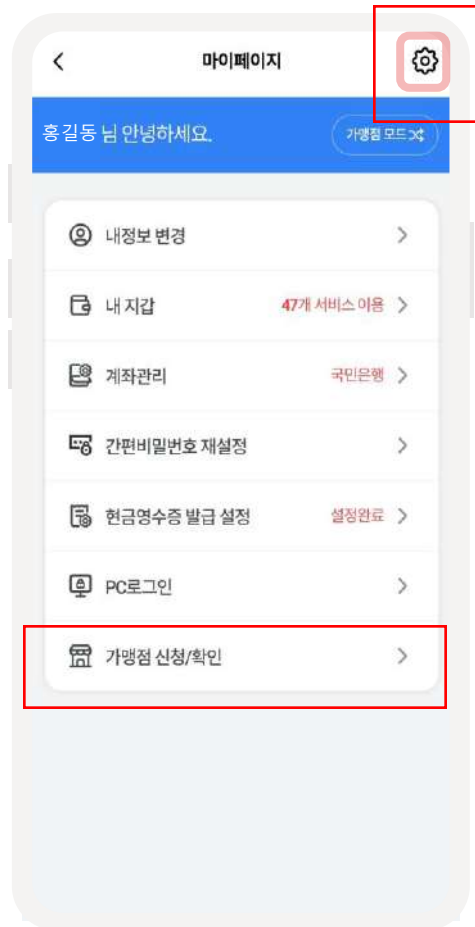 마이페이지
홍길동 님 안녕하세요.
가맹점 모드
내정보 변경
내 지갑 47개 서비스 이용
계좌관리 국민은행
간편비밀번호 재설정
현금영수증 발급 설정 설정완료
PC로그인
가맹점 신청/확인